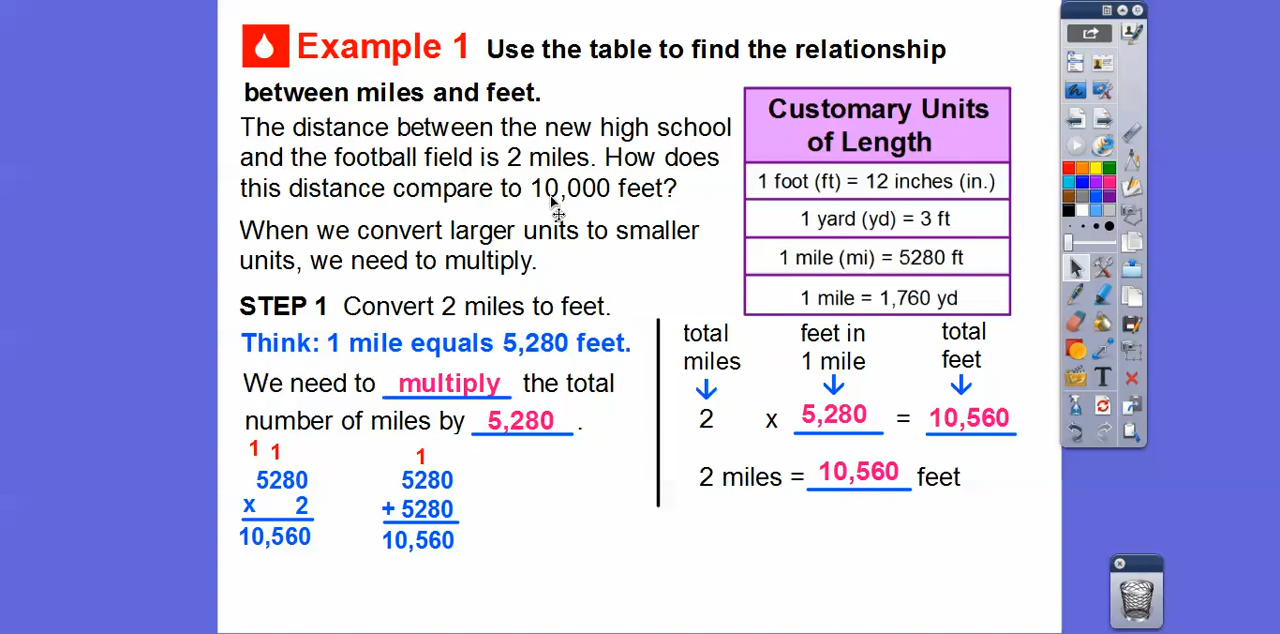 Example 1 Use the table to find the relationship
between miles and feet.
The distance between the new high school
and the football field is 2 miles. How does
this distance compare to 10,000 feet?
When we convert larger units to smaller
units, we need to multiply.
STEP 1 Convert 2 miles to feet.
Think: 1 mile equals 5,280 feet.
We need to multiply the total
number of miles by 5,280 .
1 1
5280
x 2
10,560
1
5280
+ 5280
10,560
Customary Units
of Length
1 foot (ft) = 12 inches (in.)
1 yard (yd) = 3 ft
1 mile (mi) = 5280 ft
1 mile = 1,760 yd
total feet in total
miles 1 mile feet
2 x 5,280 = 10,560
2 miles = 10,560 feet
T